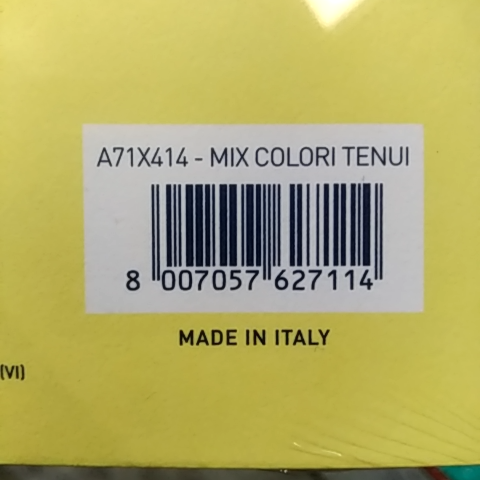 A71X414 - MIX COLORI TENUI
8 007057 627114
MADE IN ITALY
(VI)